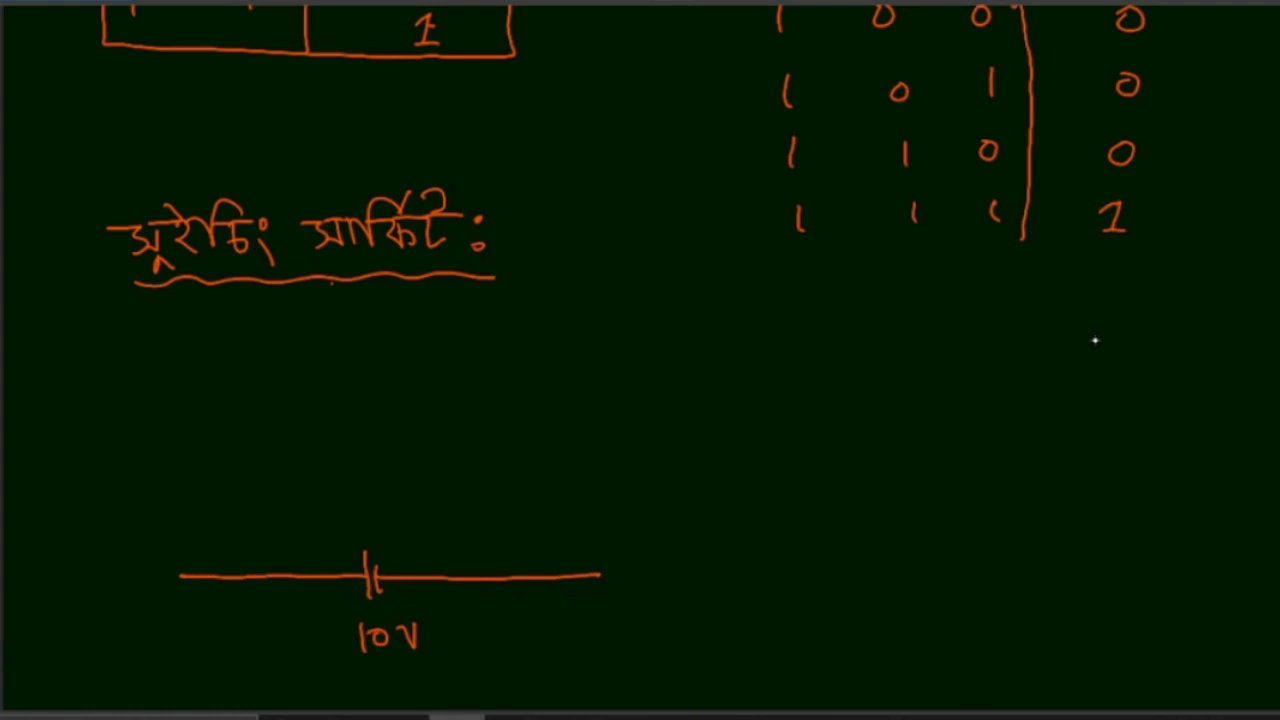 1
1 0 0 0
1 0 1 0
1 1 0 0
1 1 1 1
সুইচিং সার্কিট :
10V